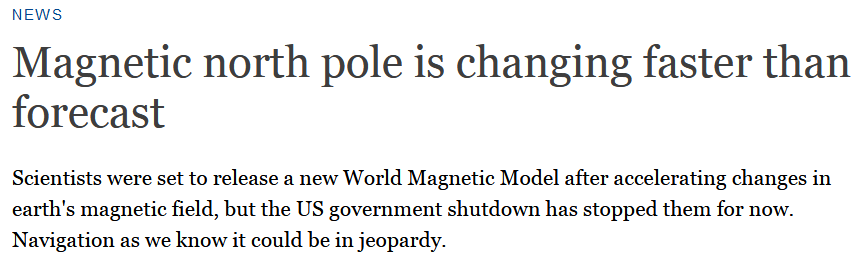 NEWS
Magnetic north pole is changing faster than
forecast
Scientists were set to release a new World Magnetic Model after accelerating changes in
earth's magnetic field, but the US government shutdown has stopped them for now.
Navigation as we know it could be in jeopardy.